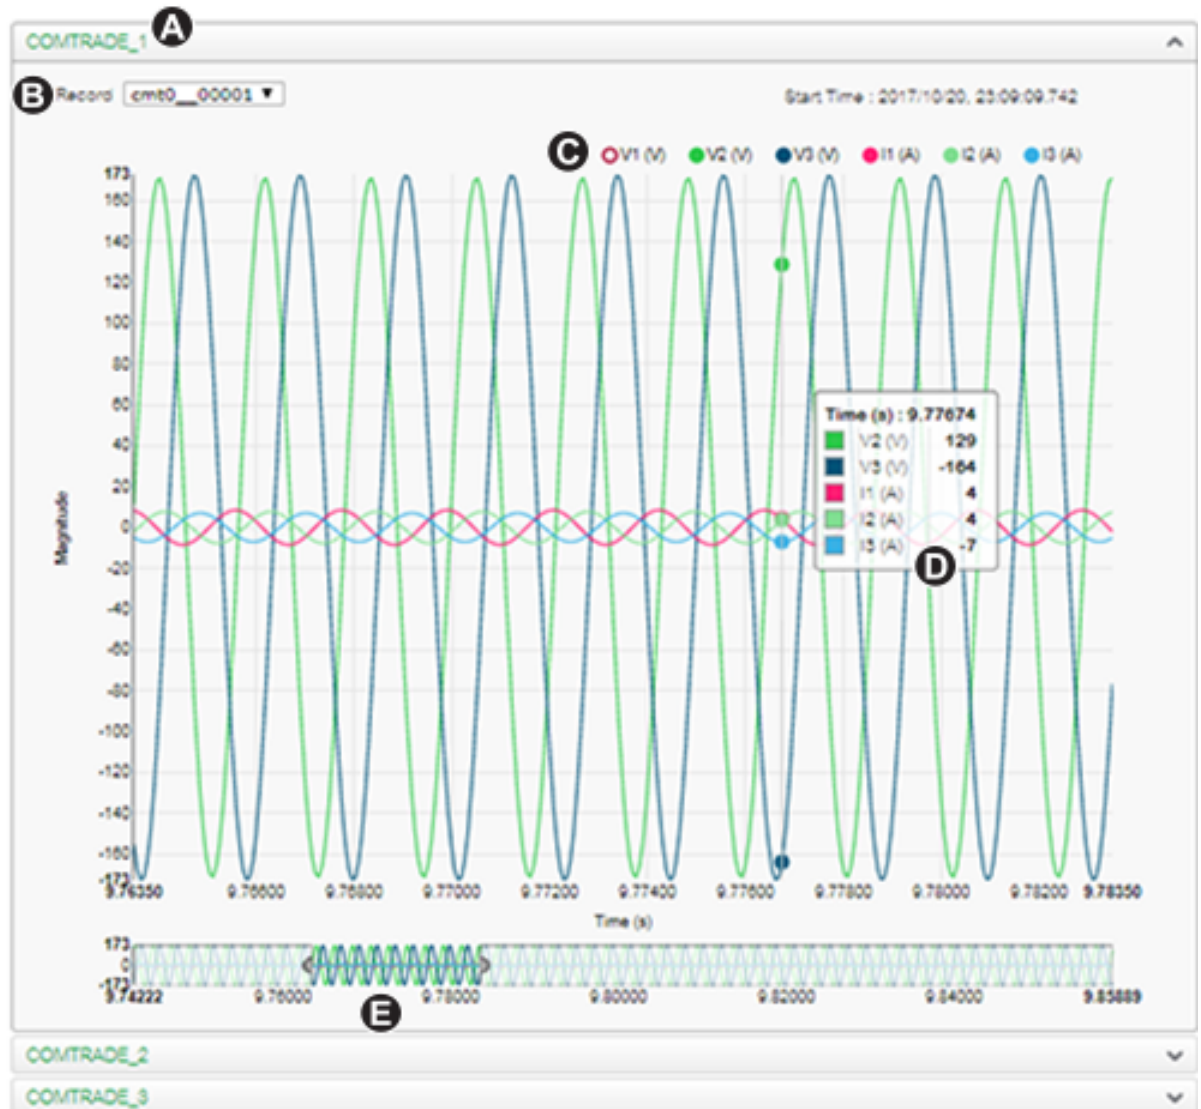 COMTRADE_1 A
B Record cmt0__00001 ▼
Start Time : 2017/10/20, 23:09:09.742
C V1 (V) V2 (V) V3 (V) I1 (A) I2 (A) I3 (A)
173
160
140
120
100
80
60
40
20
0
-20
-40
-60
-80
-100
-120
-140
-160
-173
Magnitude
Time (s) : 9.77674
V2 (V) 129
V3 (V) -164
I1 (A) 4
I2 (A) 4
I3 (A) -7
D
9.76350 9.76600 9.76800 9.77000 9.77200 9.77400 9.77600 9.77800 9.78000 9.78200 9.78350
Time (s)
173
0
-173
9.74222 9.76000 9.78000 9.80000 9.82000 9.84000 9.85889
E
COMTRADE_2
COMTRADE_3